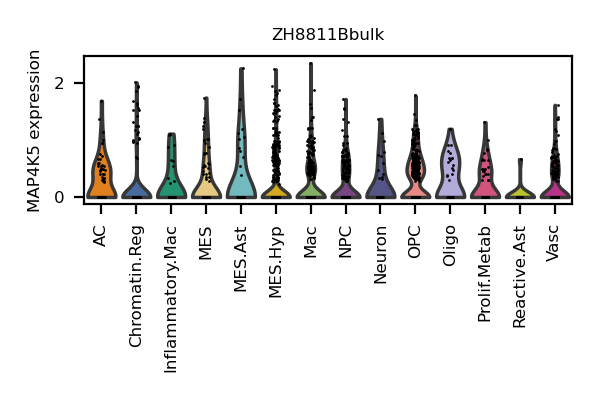 ZH8811Bbulk
MAP4K5 expression
2
0
AC
Chromatin.Reg
Inflammatory.Mac
MES
MES.Ast
MES.Hyp
Mac
NPC
Neuron
OPC
Oligo
Prolif.Metab
Reactive.Ast
Vasc